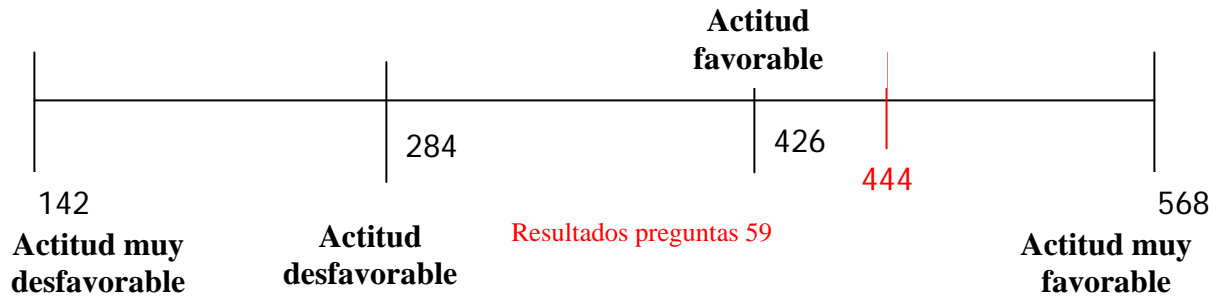 Actitud
favorable
284
426
444
142
568
Actitud muy
desfavorable
Actitud
desfavorable
Resultados preguntas 59
Actitud muy
favorable